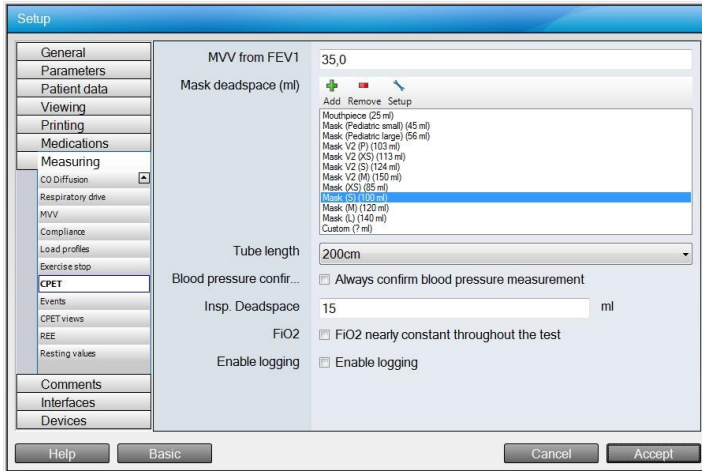 Setup
General
Parameters
Patient data
Viewing
Printing
Medications
Measuring
CO Diffusion
Respiratory drive
MVV
Compliance
Load profiles
Exercise stop
CPET
Events
CPET views
REE
Resting values
Comments
Interfaces
Devices
MVV from FEV1 35,0
Mask deadspace (ml)
Add Remove Setup
Mouthpiece (25 ml)
Mask (Pediatric small) (45 ml)
Mask (Pediatric large) (56 ml)
Mask V2 (P) (103 ml)
Mask V2 (XS) (113 ml)
Mask V2 (S) (124 ml)
Mask V2 (M) (150 ml)
Mask (XS) (85 ml)
Mask (S) (100 ml)
Mask (M) (120 ml)
Mask (L) (140 ml)
Custom (? ml)
Tube length 200cm
Blood pressure confir... Always confirm blood pressure measurement
Insp. Deadspace 15 ml
FiO2 FiO2 nearly constant throughout the test
Enable logging Enable logging
Help Basic Cancel Accept